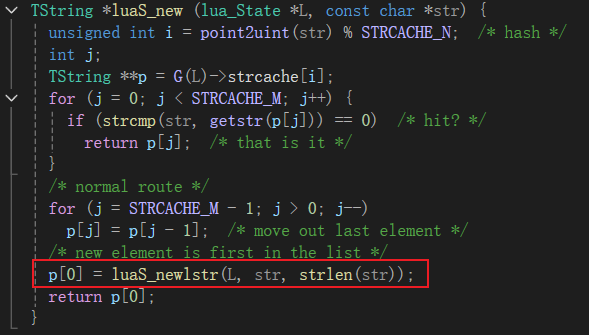 TString *luaS_new (lua_State *L, const char *str) {
  unsigned int i = point2uint(str) % STRCACHE_N;  /* hash */
  int j;
  TString **p = G(L)->strcache[i];
  for (j = 0; j < STRCACHE_M; j++) {
    if (strcmp(str, getstr(p[j])) == 0)  /* hit? */
      return p[j];  /* that is it */
  }
  /* normal route */
  for (j = STRCACHE_M - 1; j > 0; j--)
    p[j] = p[j - 1];  /* move out last element */
  /* new element is first in the list */
  p[0] = luaS_newlstr(L, str, strlen(str));
  return p[0];
}